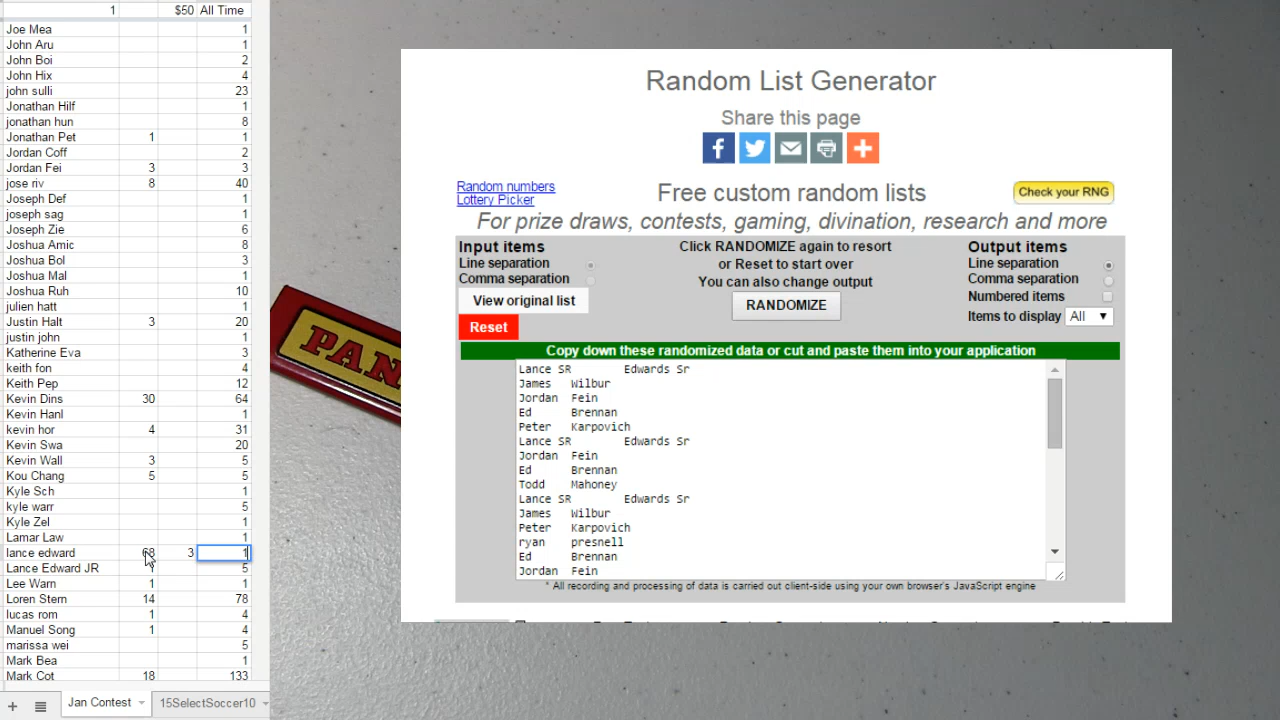 1 $50 All Time
Joe Mea 1
John Aru 1
John Boi 2
John Hix 4
john sulli 23
Jonathan Hilf 1
jonathan hun 8
Jonathan Pet 1 1
Jordan Coff 2
Jordan Fei 3 3
jose riv 8 40
Joseph Def 1
joseph sag 1
Joseph Zie 6
Joshua Amic 8
Joshua Bol 3
Joshua Mal 1
Joshua Ruh 10
julien hatt 1
Justin Halt 3 20
justin john 1
Katherine Eva 3
keith fon 4
Keith Pep 12
Kevin Dins 30 64
Kevin Hanl 1
kevin hor 4 31
Kevin Swa 20
Kevin Wall 3 5
Kou Chang 5 5
Kyle Sch 1
kyle warr 5
Kyle Zel 1
Lamar Law 1
lance edward 68 3 1
Lance Edward JR 1 5
Lee Warn 1 1
Loren Stern 14 78
lucas rom 1 4
Manuel Song 1 4
marissa wei 5
Mark Bea 1
Mark Cot 18 133
Jan Contest
15SelectSoccer10
PAN
Random List Generator
Share this page
Random numbers
Lottery Picker
Free custom random lists
Check your RNG
For prize draws, contests, gaming, divination, research and more
Input items
Line separation
Comma separation
View original list
Reset
Click RANDOMIZE again to resort
or Reset to start over
You can also change output
RANDOMIZE
Output items
Line separation
Comma separation
Numbered items
Items to display All
Copy down these randomized data or cut and paste them into your application
Lance SR Edwards Sr
James Wilbur
Jordan Fein
Ed Brennan
Peter Karpovich
Lance SR Edwards Sr
Jordan Fein
Ed Brennan
Todd Mahoney
Lance SR Edwards Sr
James Wilbur
Peter Karpovich
ryan presnell
Ed Brennan
Jordan Fein
* All recording and processing of data is carried out client-side using your own browser's JavaScript engine